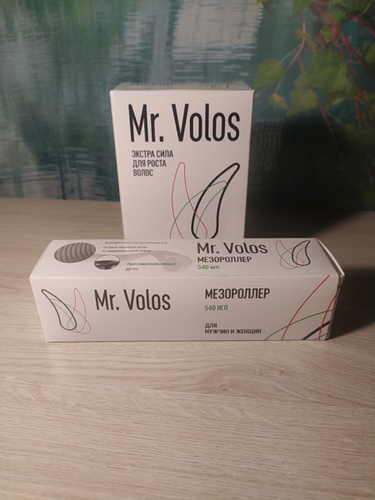 Mr. Volos
ЭКСТРА СИЛА
ДЛЯ РОСТА
ВОЛОС
Mr. Volos
МЕЗОРОЛЛЕР
540 игл
Mr. Volos
МЕЗОРОЛЛЕР
540 ИГЛ
ДЛЯ
МУЖЧИН И ЖЕНЩИН